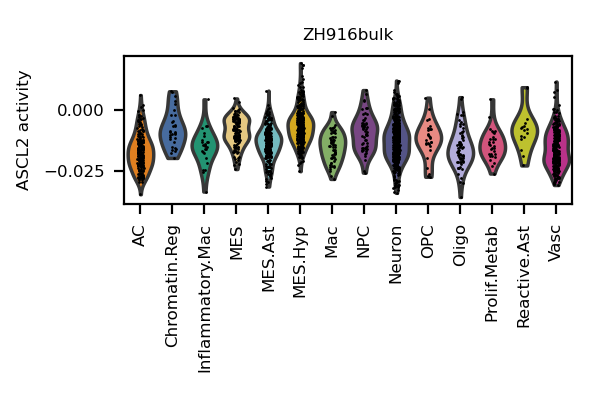 ZH916bulk
ASCL2 activity
0.000
−0.025
AC
Chromatin.Reg
Inflammatory.Mac
MES
MES.Ast
MES.Hyp
Mac
NPC
Neuron
OPC
Oligo
Prolif.Metab
Reactive.Ast
Vasc